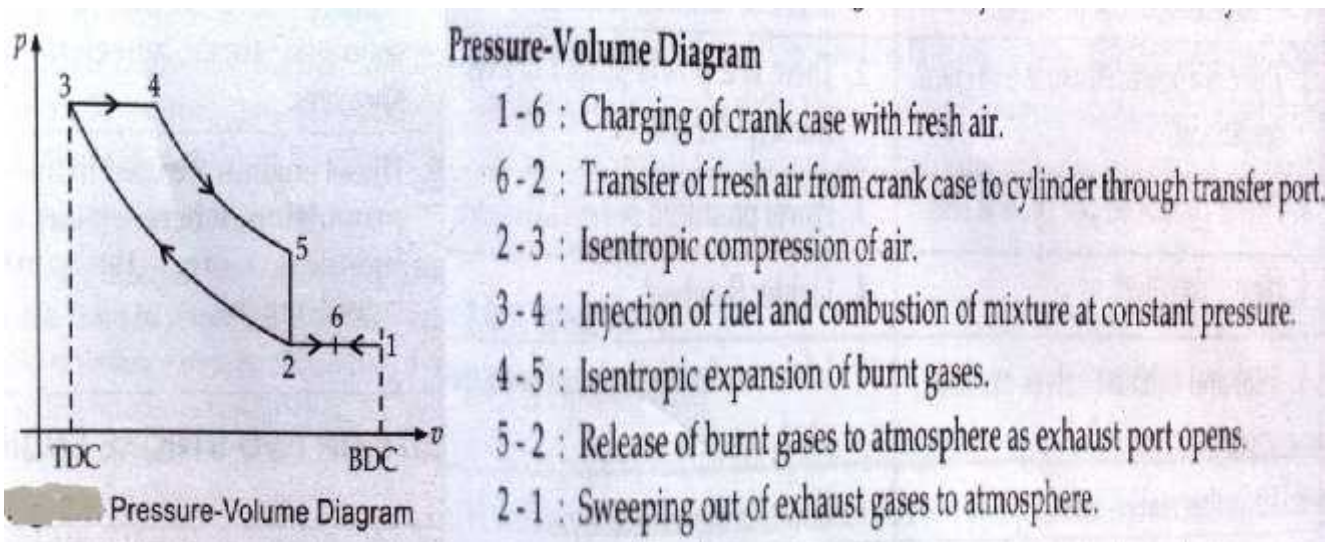 p
3
4
5
6
2
1
v
TDC
BDC
Pressure-Volume Diagram
Pressure-Volume Diagram
1-6 : Charging of crank case with fresh air.
6-2 : Transfer of fresh air from crank case to cylinder through transfer port.
2-3 : Isentropic compression of air.
3-4 : Injection of fuel and combustion of mixture at constant pressure.
4-5 : Isentropic expansion of burnt gases.
5-2 : Release of burnt gases to atmosphere as exhaust port opens.
2-1 : Sweeping out of exhaust gases to atmosphere.